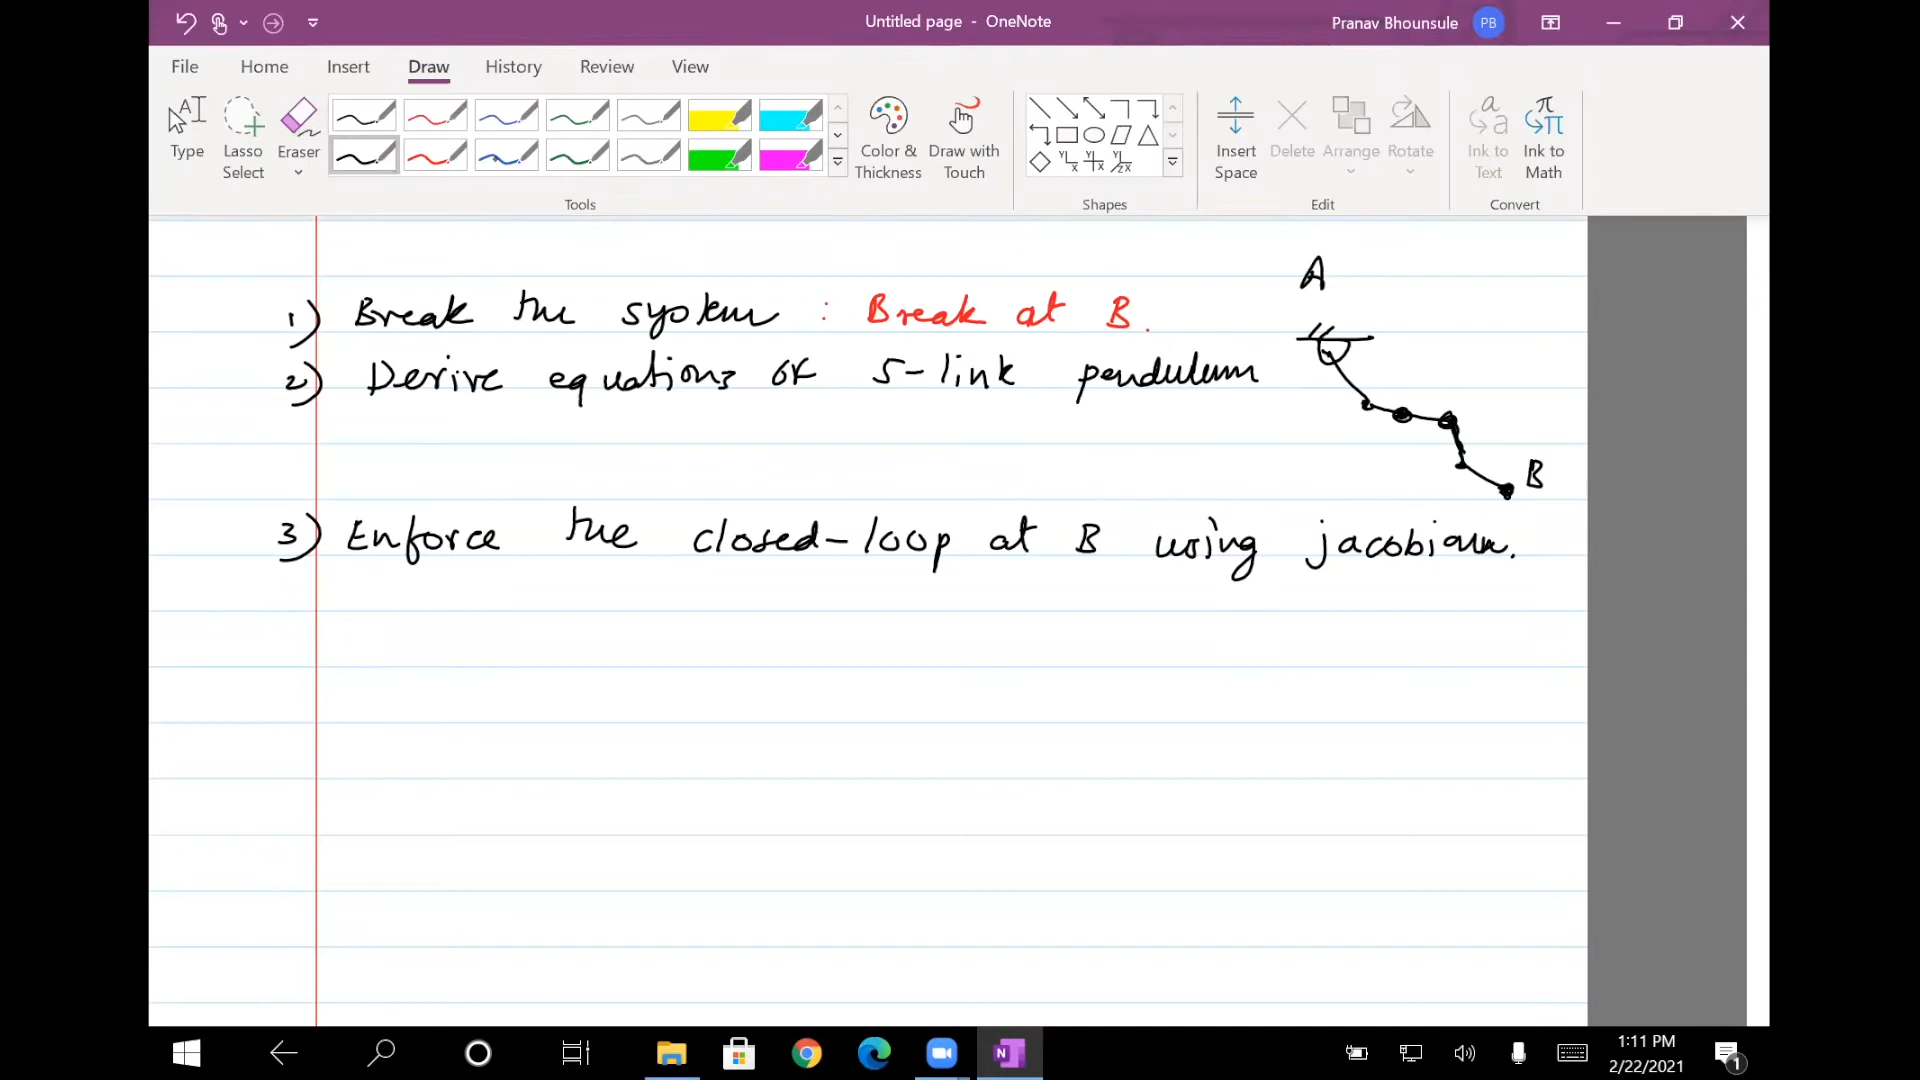 Untitled page - OneNote
Pranav Bhounsule PB
File Home Insert Draw History Review View
Type
Lasso Select
Eraser
Color & Thickness
Draw with Touch
Insert Space
Delete
Arrange
Rotate
Ink to Text
Ink to Math
Tools
Shapes
Edit
Convert
A
1) Break the system : Break at B.
2) Derive equations of 5-link pendulum
B
3) Enforce the closed-loop at B using jacobian.
1:11 PM
2/22/2021
1